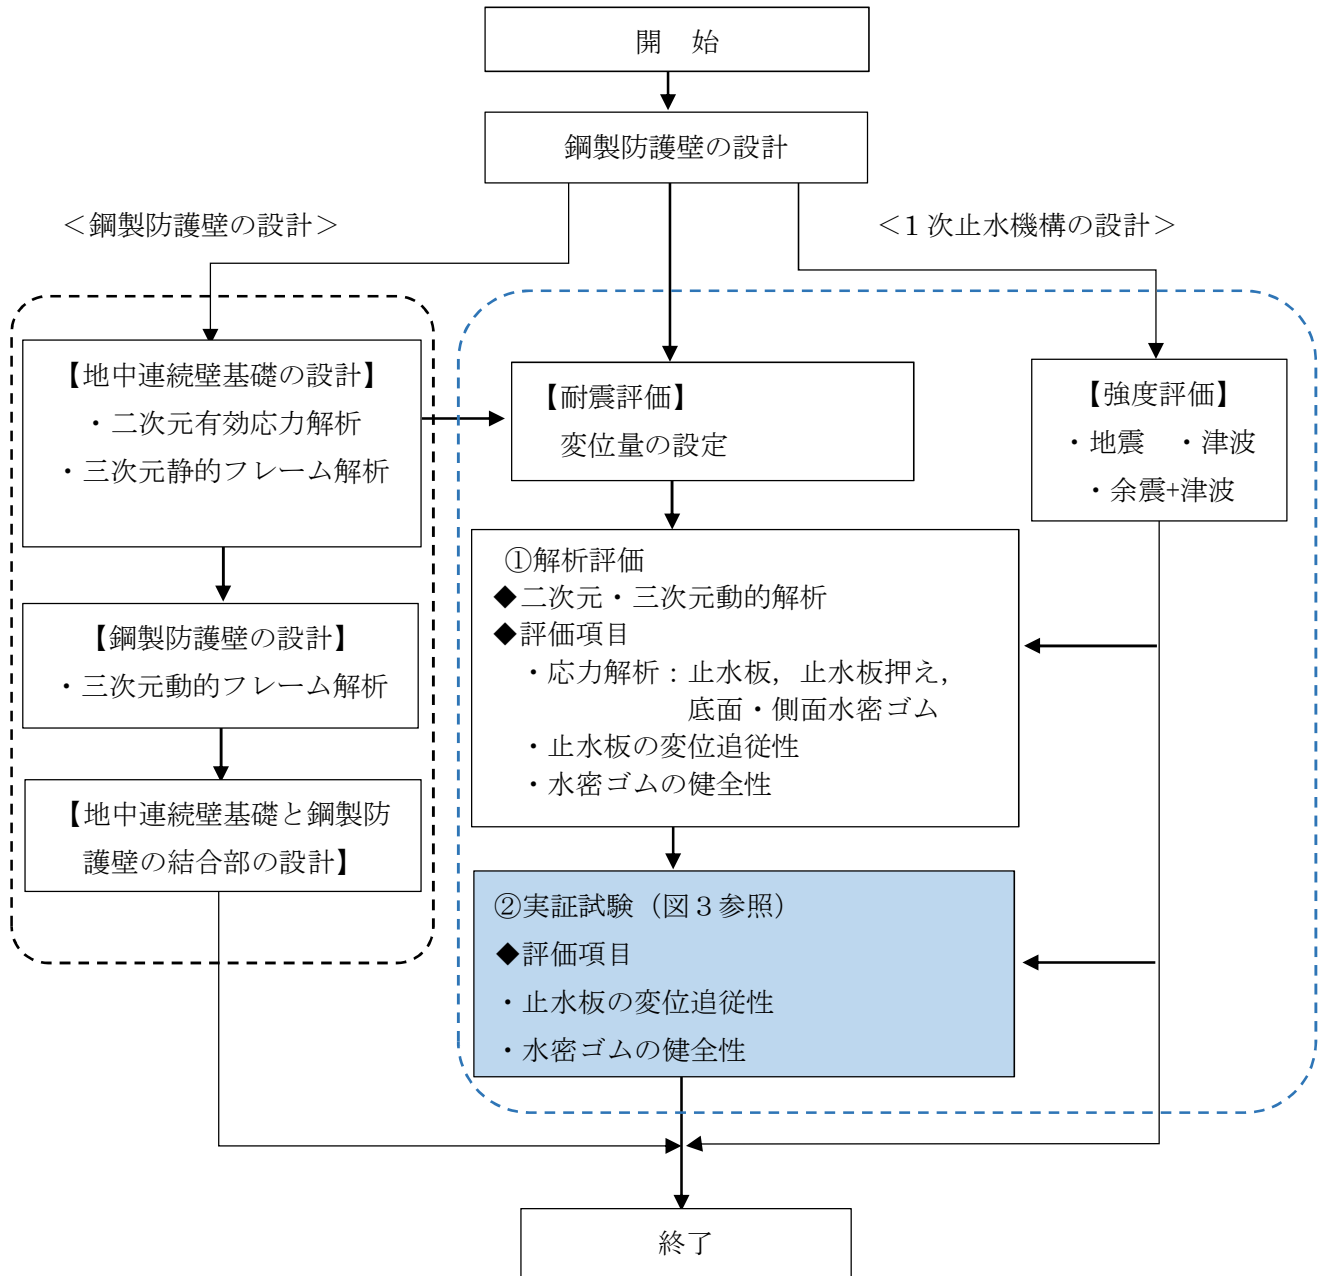 開　始
鋼製防護壁の設計
＜鋼製防護壁の設計＞
＜1 次止水機構の設計＞
【地中連続壁基礎の設計】
・二次元有効応力解析
・三次元静的フレーム解析
【鋼製防護壁の設計】
・三次元動的フレーム解析
【地中連続壁基礎と鋼製防
護壁の結合部の設計】
【耐震評価】
変位量の設定
①解析評価
◆二次元・三次元動的解析
◆評価項目
・応力解析：止水板，止水板押え，
底面・側面水密ゴム
・止水板の変位追従性
・水密ゴムの健全性
②実証試験（図３参照）
◆評価項目
・止水板の変位追従性
・水密ゴムの健全性
【強度評価】
・地震　・津波
・余震+津波
終了